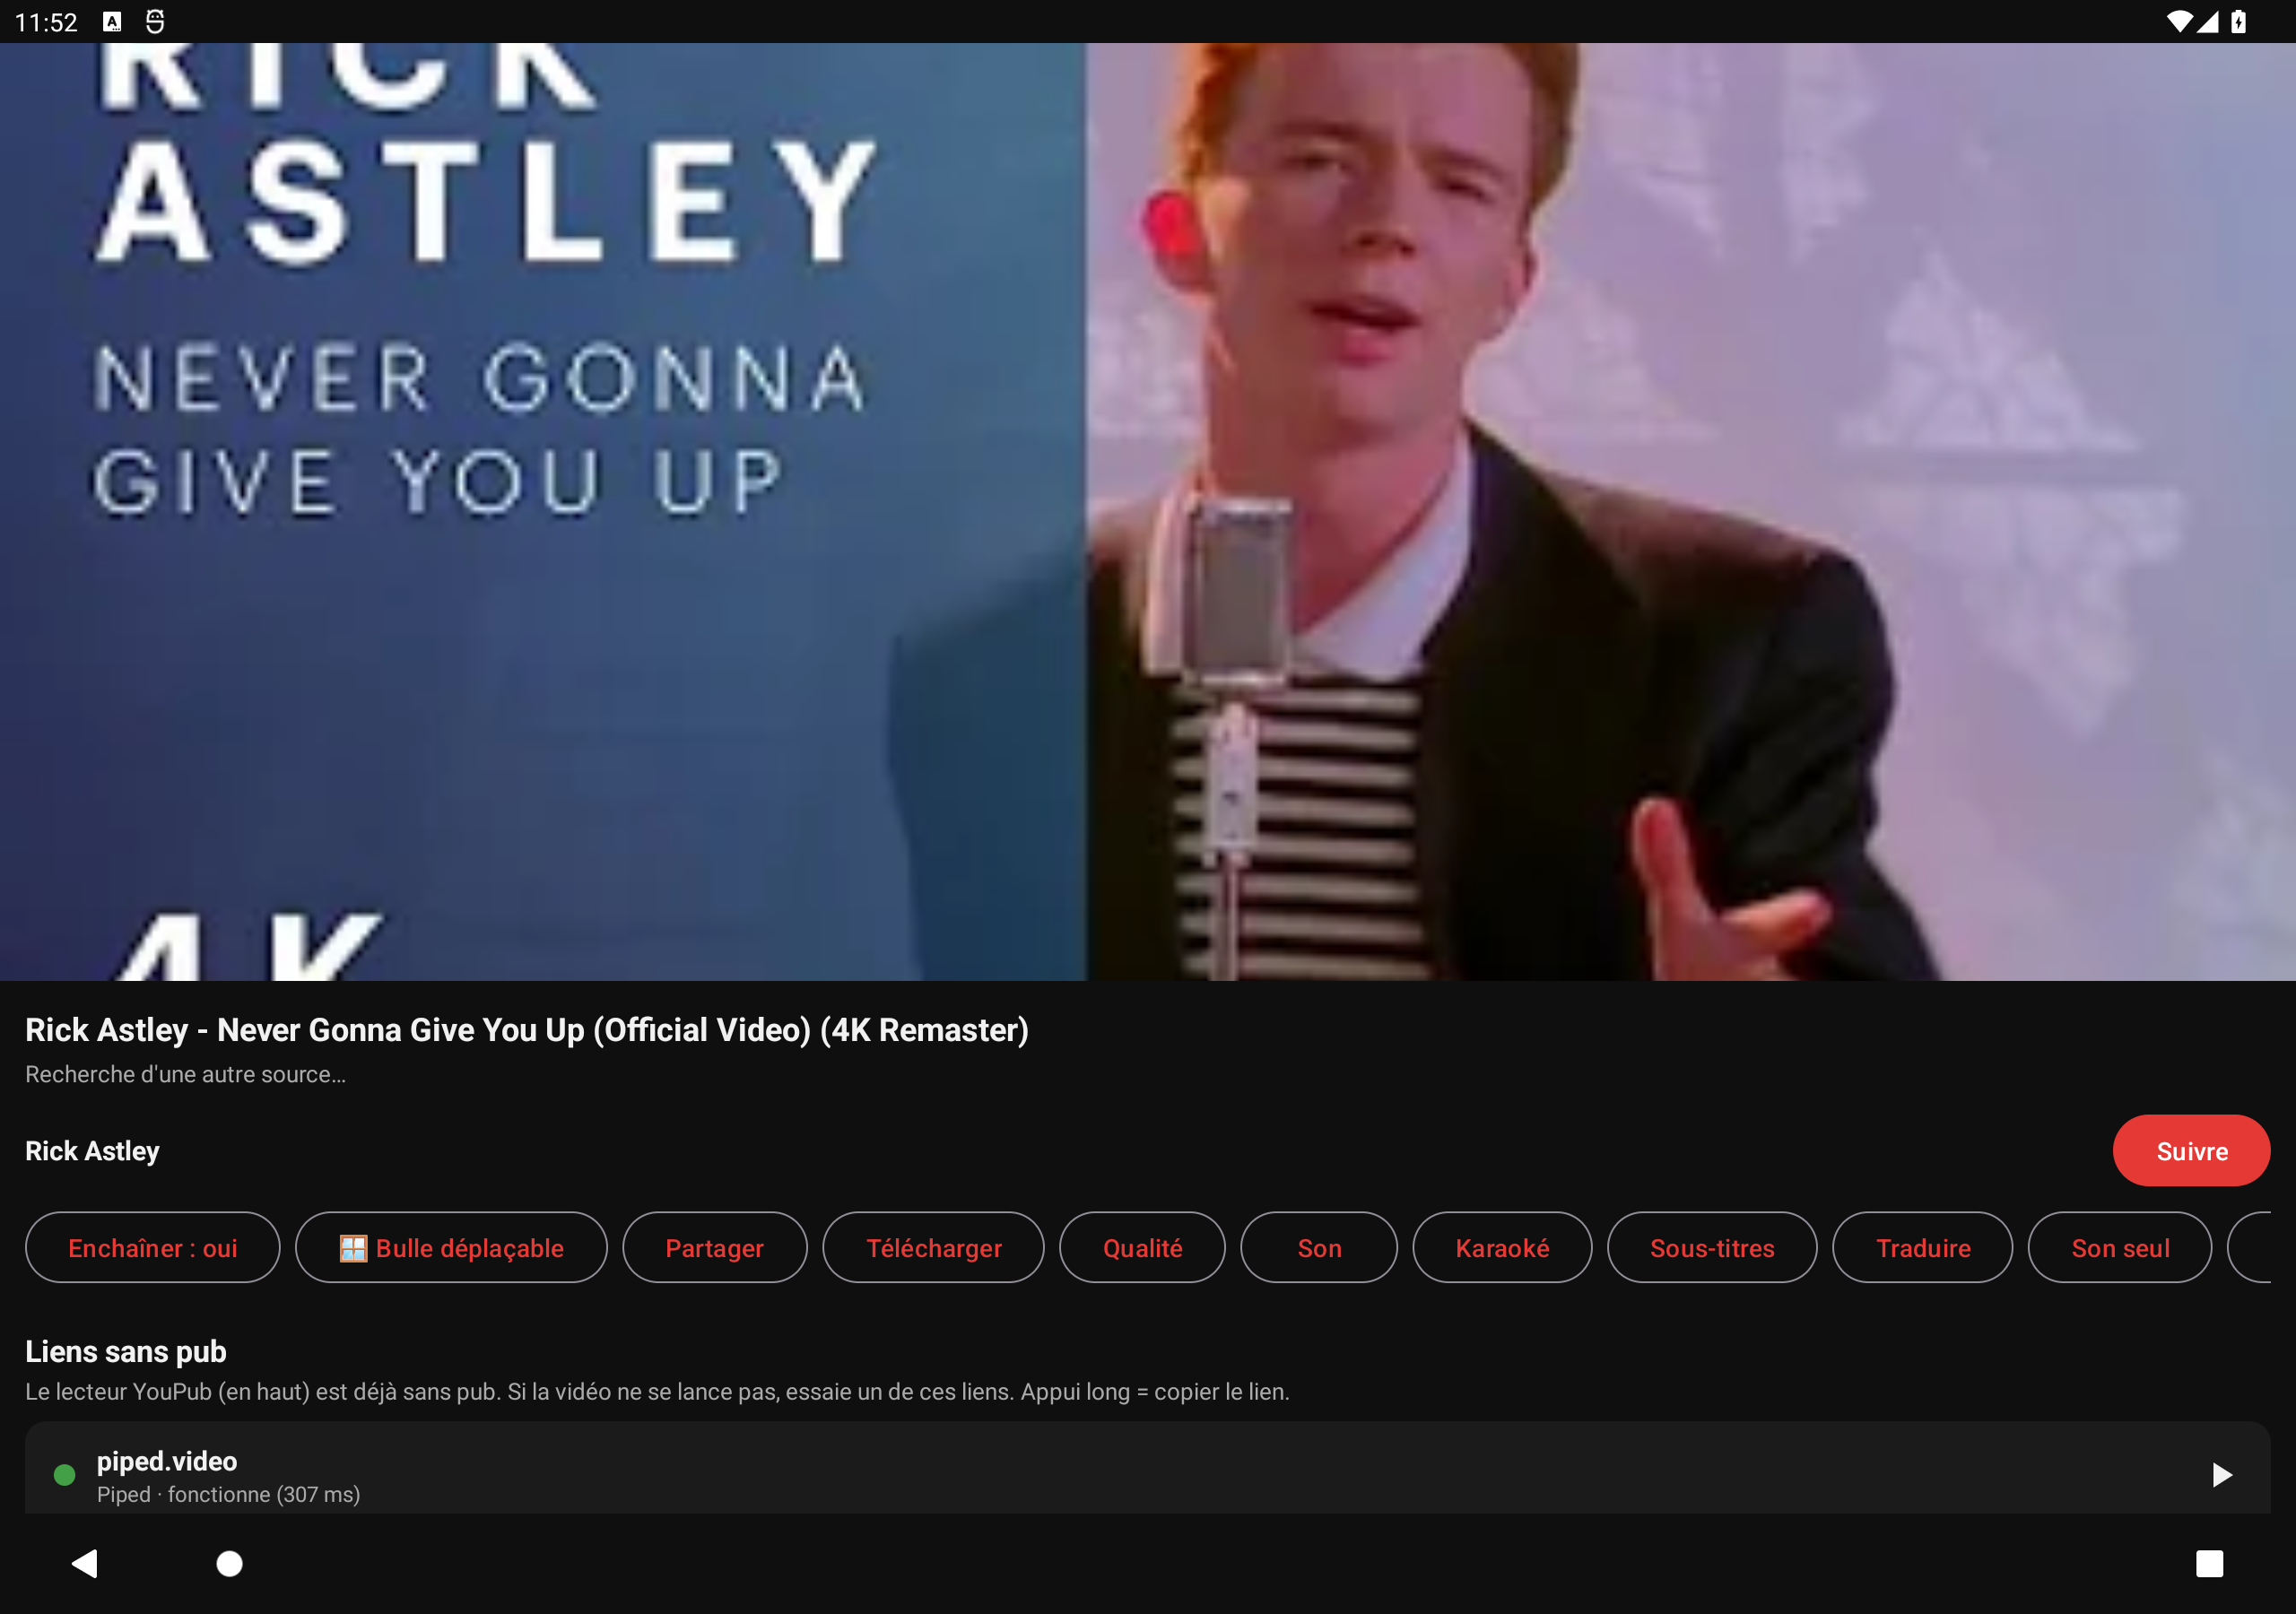 11:52
RICK
ASTLEY
NEVER GONNA
GIVE YOU UP
4K
Rick Astley - Never Gonna Give You Up (Official Video) (4K Remaster)
Recherche d'une autre source…
Rick Astley
Suivre
Enchaîner : oui
Bulle déplaçable
Partager
Télécharger
Qualité
Son
Karaoké
Sous-titres
Traduire
Son seul
Liens sans pub
Le lecteur YouPub (en haut) est déjà sans pub. Si la vidéo ne se lance pas, essaie un de ces liens. Appui long = copier le lien.
piped.video
Piped · fonctionne (307 ms)